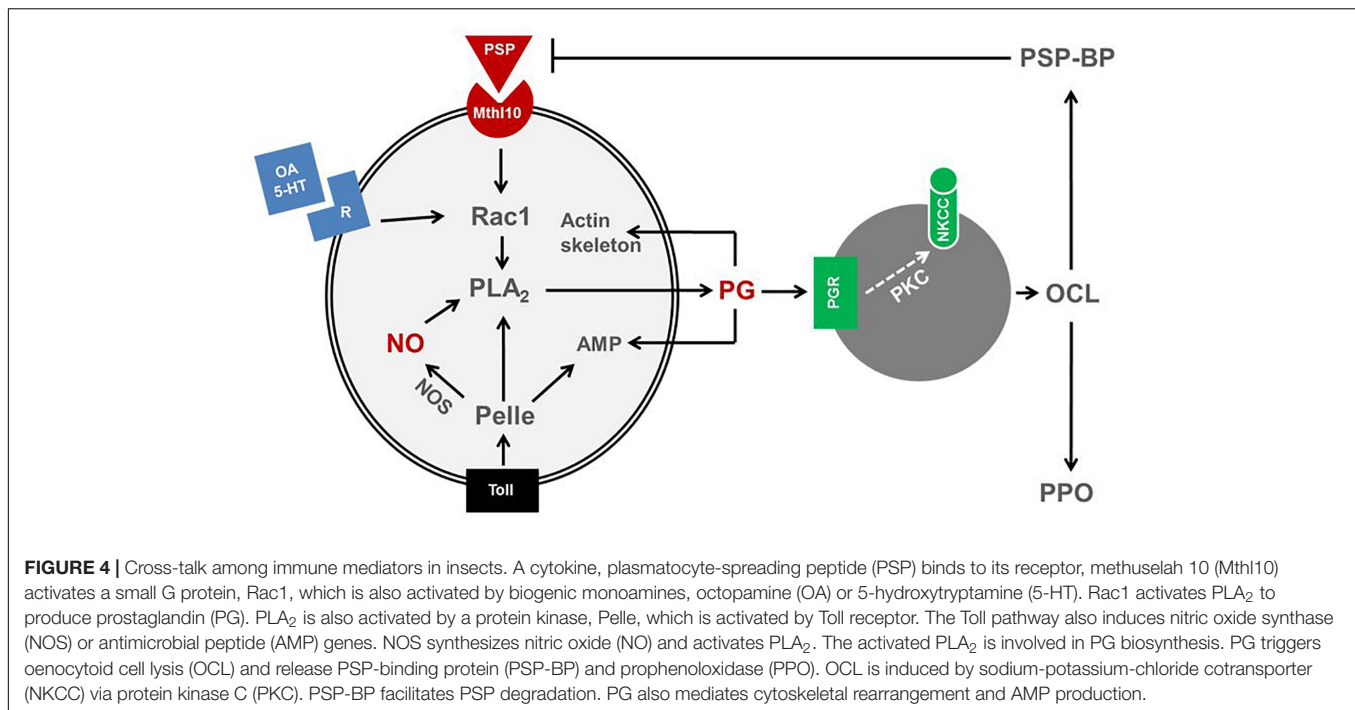 PSP
PSP-BP
Mthl10
OA
5-HT
R
Rac1
Actin
skeleton
NKCC
PLA₂
PG
PGR
PKC
OCL
NO
AMP
NOS
Pelle
Toll
PPO
FIGURE 4 | Cross-talk among immune mediators in insects. A cytokine, plasmatocyte-spreading peptide (PSP) binds to its receptor, methuselah 10 (Mthl10)
activates a small G protein, Rac1, which is also activated by biogenic monoamines, octopamine (OA) or 5-hydroxytryptamine (5-HT). Rac1 activates PLA₂ to
produce prostaglandin (PG). PLA₂ is also activated by a protein kinase, Pelle, which is activated by Toll receptor. The Toll pathway also induces nitric oxide synthase
(NOS) or antimicrobial peptide (AMP) genes. NOS synthesizes nitric oxide (NO) and activates PLA₂. The activated PLA₂ is involved in PG biosynthesis. PG triggers
oenocytoid cell lysis (OCL) and release PSP-binding protein (PSP-BP) and prophenoloxidase (PPO). OCL is induced by sodium-potassium-chloride cotransporter
(NKCC) via protein kinase C (PKC). PSP-BP facilitates PSP degradation. PG also mediates cytoskeletal rearrangement and AMP production.